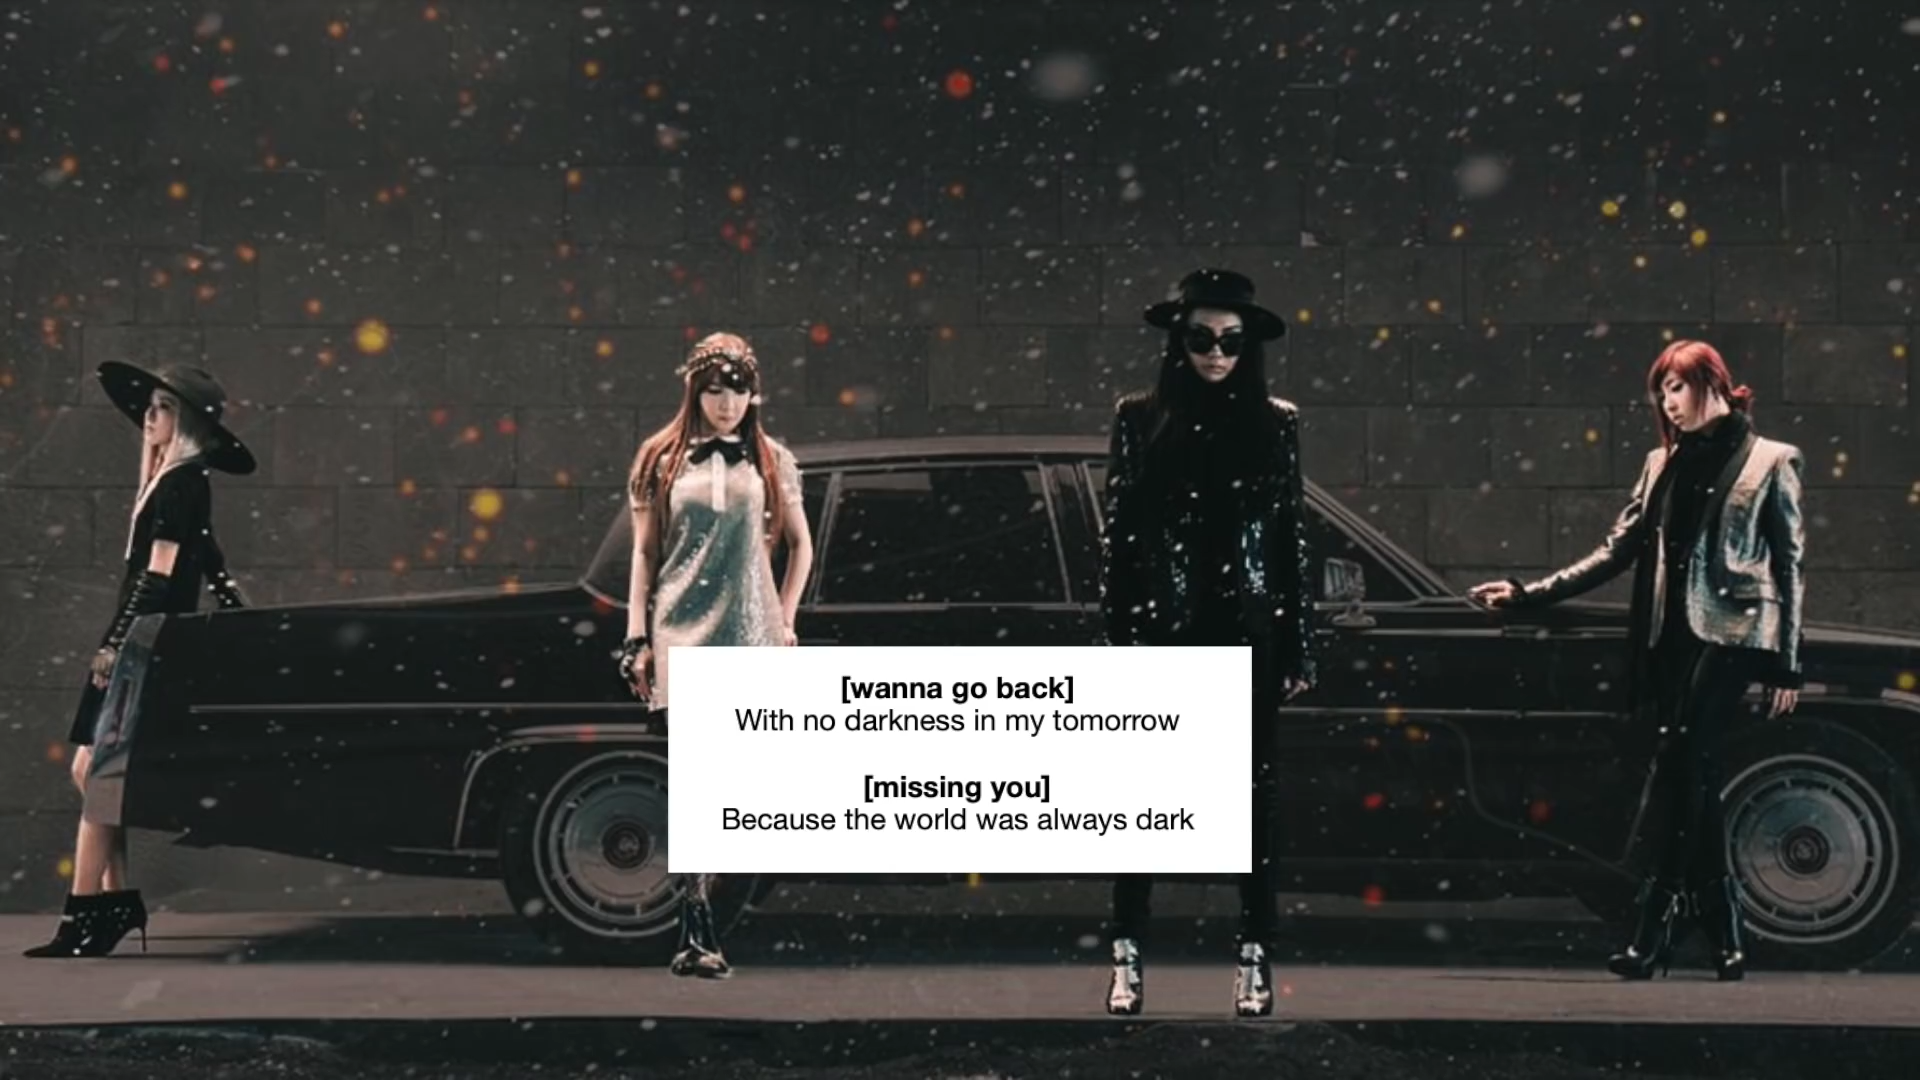 [wanna go back]
With no darkness in my tomorrow
[missing you]
Because the world was always dark